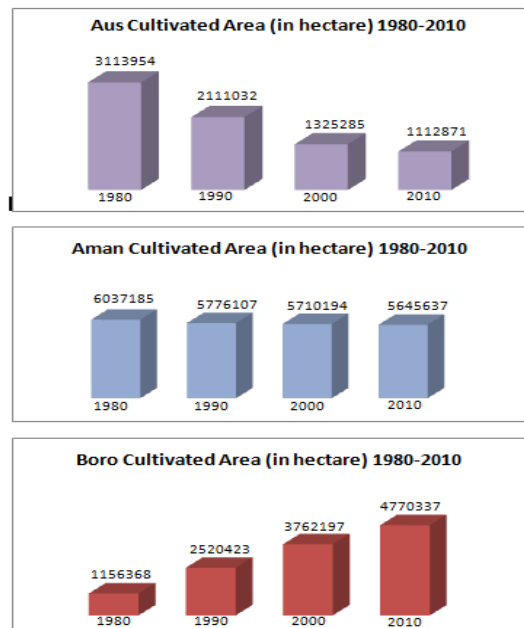 Aus Cultivated Area (in hectare) 1980-2010
3113954
2111032
1325285
1112871
1980 1990 2000 2010
Aman Cultivated Area (in hectare) 1980-2010
6037185 5776107 5710194 5645637
1980 1990 2000 2010
Boro Cultivated Area (in hectare) 1980-2010
4770337
3762197
2520423
1156368
1980 1990 2000 2010